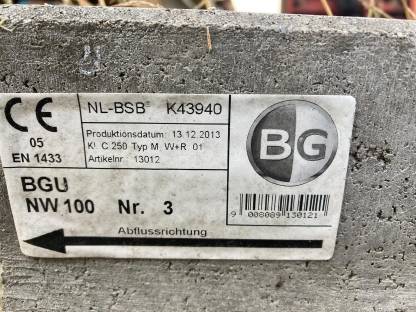 CE
05
EN 1433
NL-BSB® K43940
Produktionsdatum: 13.12.2013
Kl. C 250 Typ M W+R 01
Artikelnr.: 13012
BG
BGU
NW 100 Nr. 3
9 008089 130121
Abflussrichtung